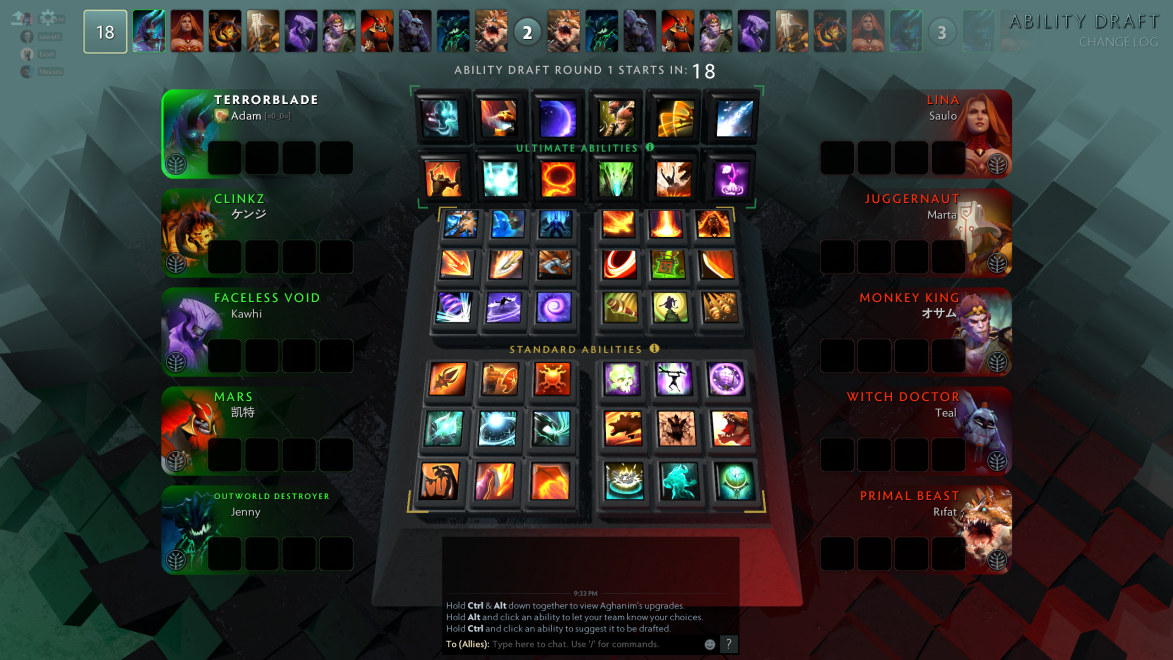 18
2
3
ABILITY DRAFT
CHANGE LOG
ABILITY DRAFT ROUND 1 STARTS IN: 18
TERRORBLADE
Adam [=0_0=]
LINA
Saulo
ULTIMATE ABILITIES
CLINKZ
ケンジ
JUGGERNAUT
Marta
FACELESS VOID
Kawhi
MONKEY KING
オサム
STANDARD ABILITIES
MARS
凯特
WITCH DOCTOR
Teal
OUTWORLD DESTROYER
Jenny
PRIMAL BEAST
Rifat
9:33 PM
Hold Ctrl & Alt down together to view Aghanim's upgrades.
Hold Alt and click an ability to let your team know your choices.
Hold Ctrl and click an ability to suggest it to be drafted.
To (Allies): Type here to chat. Use '/' for commands.
?